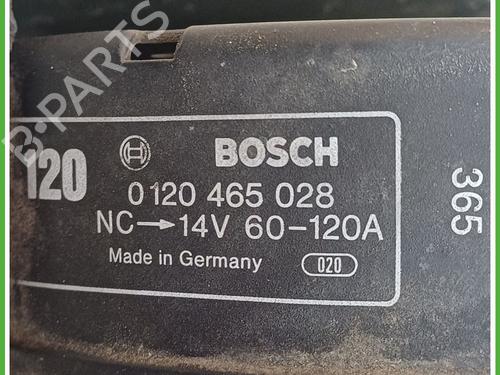 B-PARTS
120
BOSCH
0 120 465 028
NC→14V 60-120A
Made in Germany
020
365